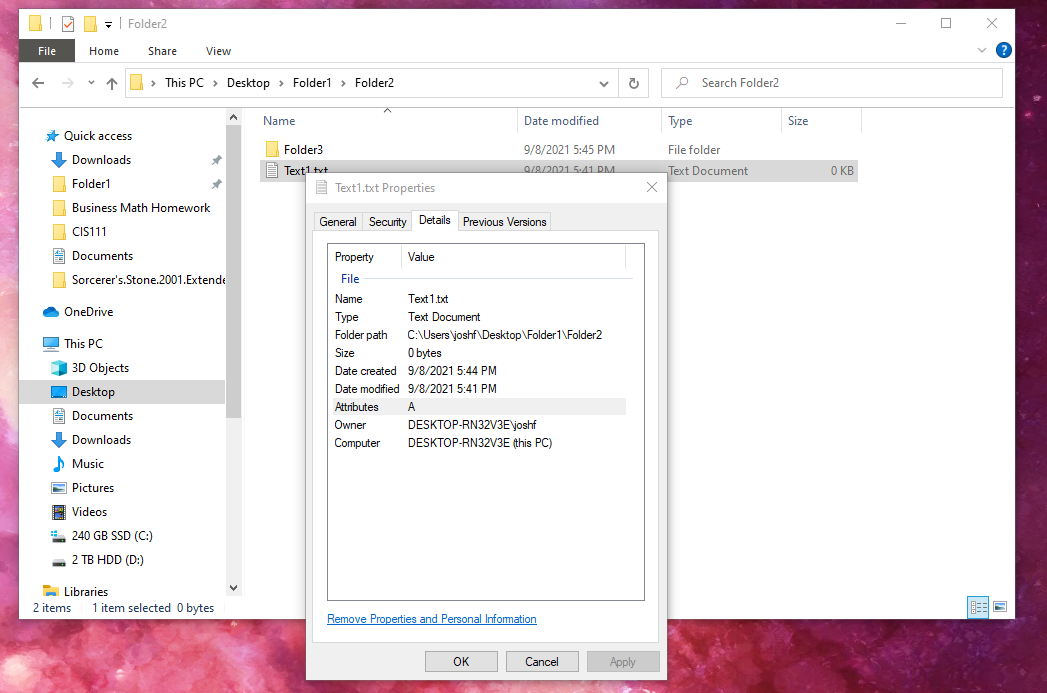 Folder2
File Home Share View
This PC Desktop Folder1 Folder2
Search Folder2
Name Date modified Type Size
Folder3 9/8/2021 5:45 PM File folder
Text1.txt 9/8/2021 5:41 PM Text Document 0 KB
Quick access
Downloads
Folder1
Business Math Homework
CIS111
Documents
Sorcerer's.Stone.2001.Extende
OneDrive
This PC
3D Objects
Desktop
Documents
Downloads
Music
Pictures
Videos
240 GB SSD (C:)
2 TB HDD (D:)
Libraries
2 items 1 item selected 0 bytes
Text1.txt Properties
General Security Details Previous Versions
Property Value
File
Name Text1.txt
Type Text Document
Folder path C:\Users\joshf\Desktop\Folder1\Folder2
Size 0 bytes
Date created 9/8/2021 5:44 PM
Date modified 9/8/2021 5:41 PM
Attributes A
Owner DESKTOP-RN32V3E\joshf
Computer DESKTOP-RN32V3E (this PC)
Remove Properties and Personal Information
OK Cancel Apply